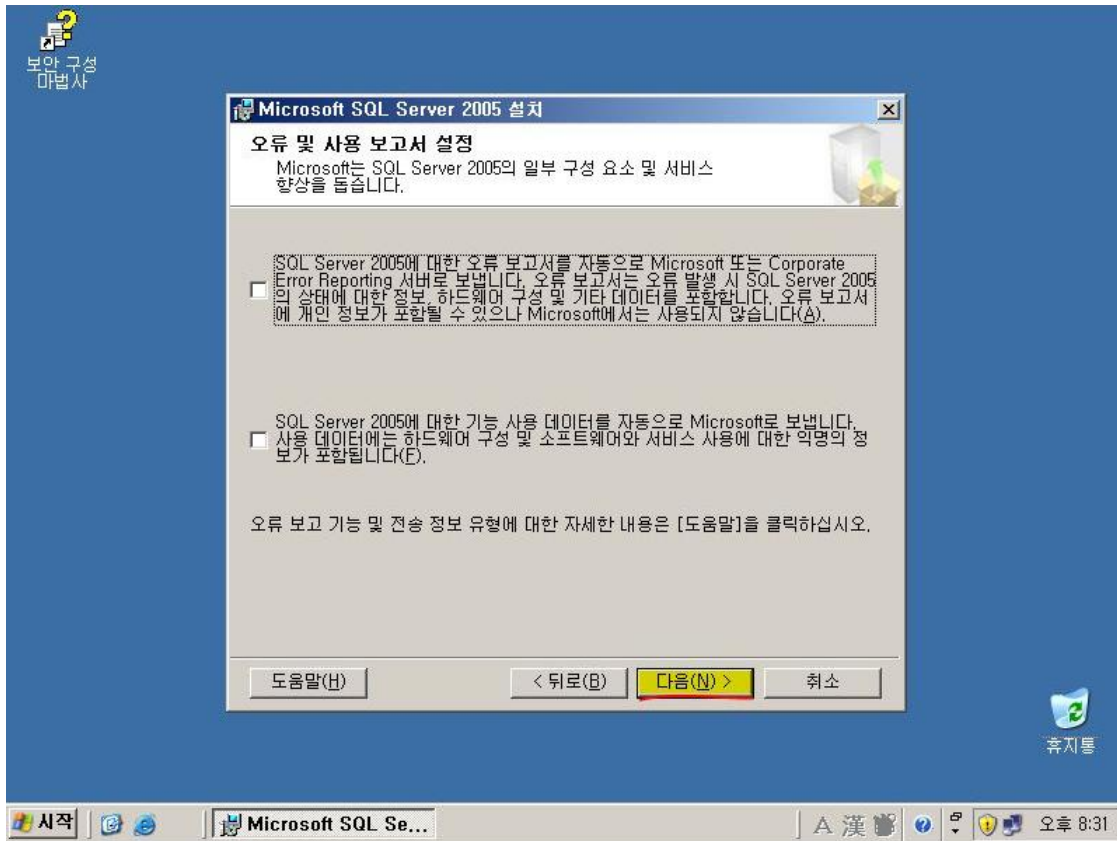 보안 구성
마법사
Microsoft SQL Server 2005 설치
오류 및 사용 보고서 설정
Microsoft는 SQL Server 2005의 일부 구성 요소 및 서비스
향상을 돕습니다.
SQL Server 2005에 대한 오류 보고서를 자동으로 Microsoft 또는 Corporate
Error Reporting 서버로 보냅니다. 오류 보고서는 오류 발생 시 SQL Server 2005
의 상태에 대한 정보, 하드웨어 구성 및 기타 데이터를 포함합니다. 오류 보고서
에 개인 정보가 포함될 수 있으나 Microsoft에서는 사용되지 않습니다(A).
SQL Server 2005에 대한 기능 사용 데이터를 자동으로 Microsoft로 보냅니다.
사용 데이터에는 하드웨어 구성 및 소프트웨어와 서비스 사용에 대한 익명의 정
보가 포함됩니다(F).
오류 보고 기능 및 전송 정보 유형에 대한 자세한 내용은 [도움말]을 클릭하십시오.
도움말(H)
< 뒤로(B)
다음(N) >
취소
휴지통
시작
Microsoft SQL Se...
A 漢
오후 8:31